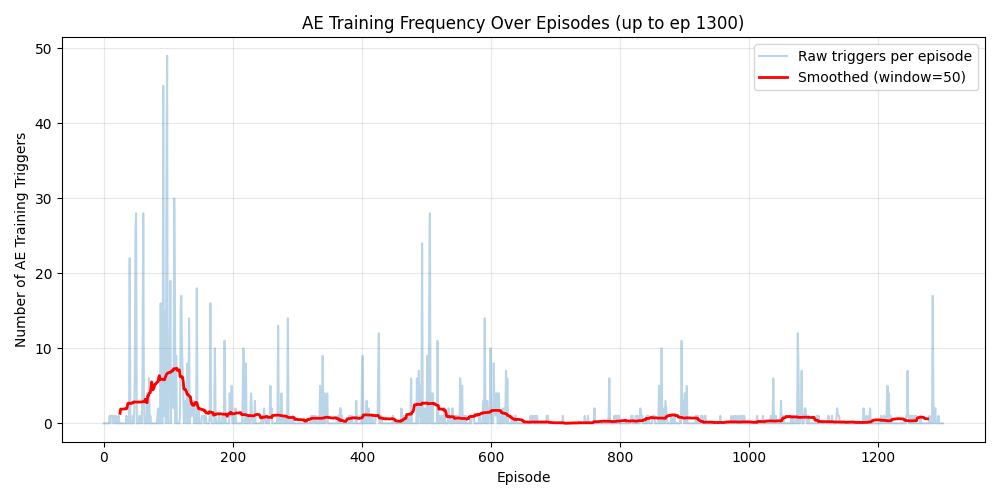 AE Training Frequency Over Episodes (up to ep 1300)
Raw triggers per episode
Smoothed (window=50)
Number of AE Training Triggers
50
40
30
20
10
0
0 200 400 600 800 1000 1200
Episode